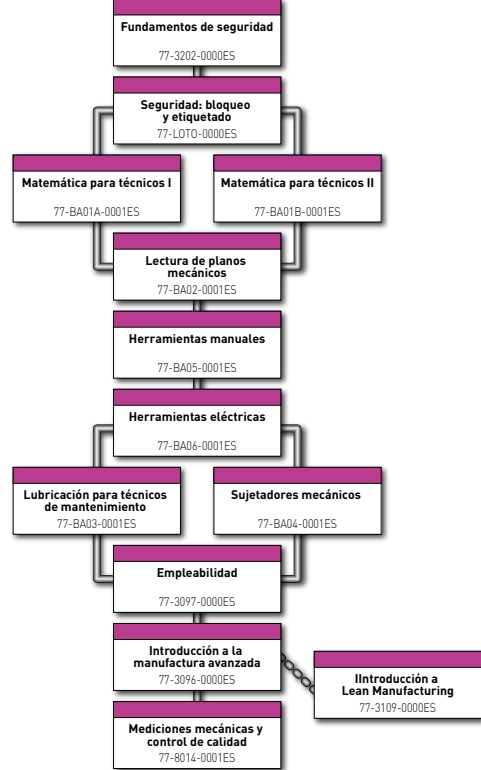 Fundamentos de seguridad
77-3202-0000ES
Seguridad: bloqueo
y etiquetado
77-LOTO-0000ES
Matemática para técnicos I
77-BA01A-0001ES
Matemática para técnicos II
77-BA01B-0001ES
Lectura de planos
mecánicos
77-BA02-0001ES
Herramientas manuales
77-BA05-0001ES
Herramientas eléctricas
77-BA06-0001ES
Lubricación para técnicos
de mantenimiento
77-BA03-0001ES
Sujetadores mecánicos
77-BA04-0001ES
Empleabilidad
77-3097-0000ES
Introducción a la
manufactura avanzada
77-3096-0000ES
IIntroducción a
Lean Manufacturing
77-3109-0000ES
Mediciones mecánicas y
control de calidad
77-8014-0001ES